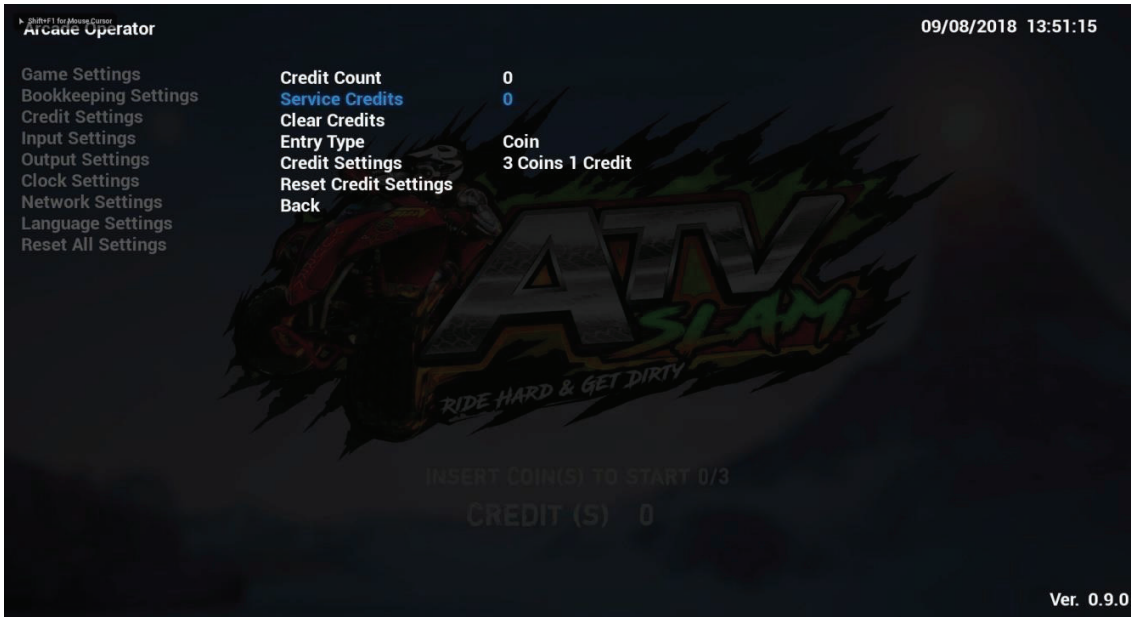 Shift+F1 for Mouse Cursor
Arcade Operator
09/08/2018 13:51:15
Game Settings
Bookkeeping Settings
Credit Settings
Input Settings
Output Settings
Clock Settings
Network Settings
Language Settings
Reset All Settings
Credit Count 0
Service Credits 0
Clear Credits
Entry Type Coin
Credit Settings 3 Coins 1 Credit
Reset Credit Settings
Back
ATV
SLAM
RIDE HARD & GET DIRTY
INSERT COIN(S) TO START 0/3
CREDIT (S) 0
Ver. 0.9.0